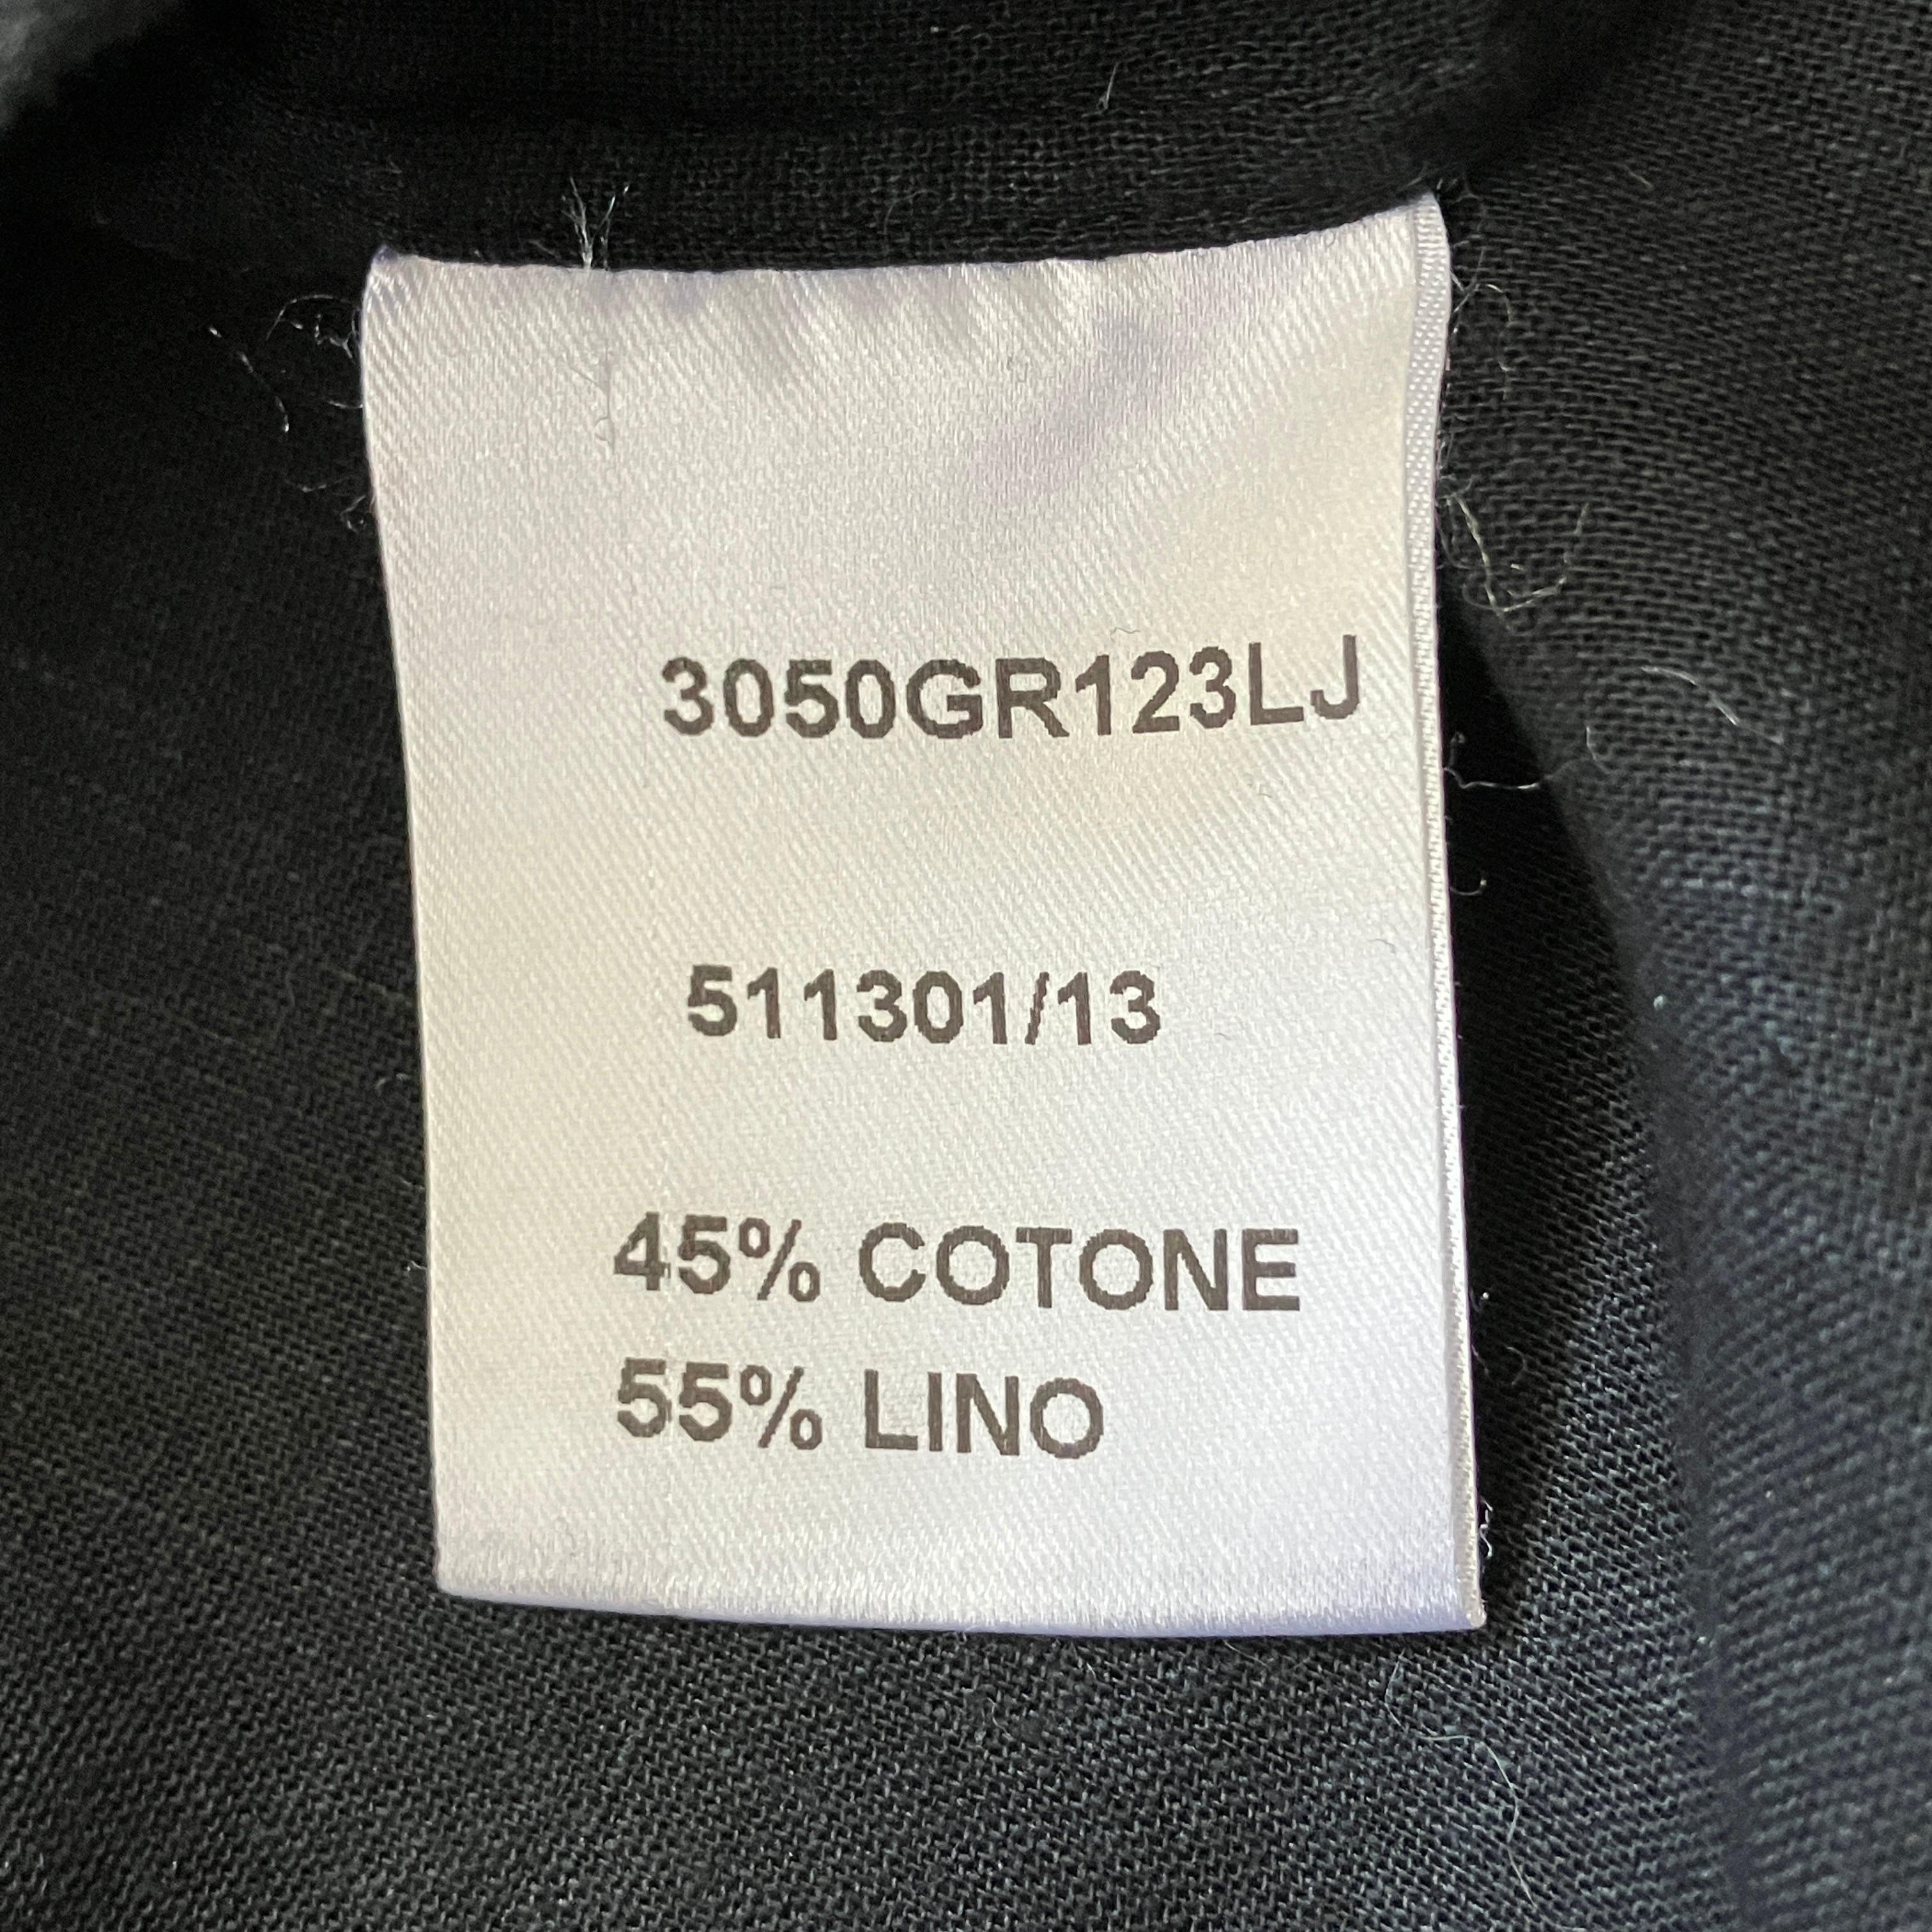 3050GR123LJ
511301/13
45% COTONE
55% LINO